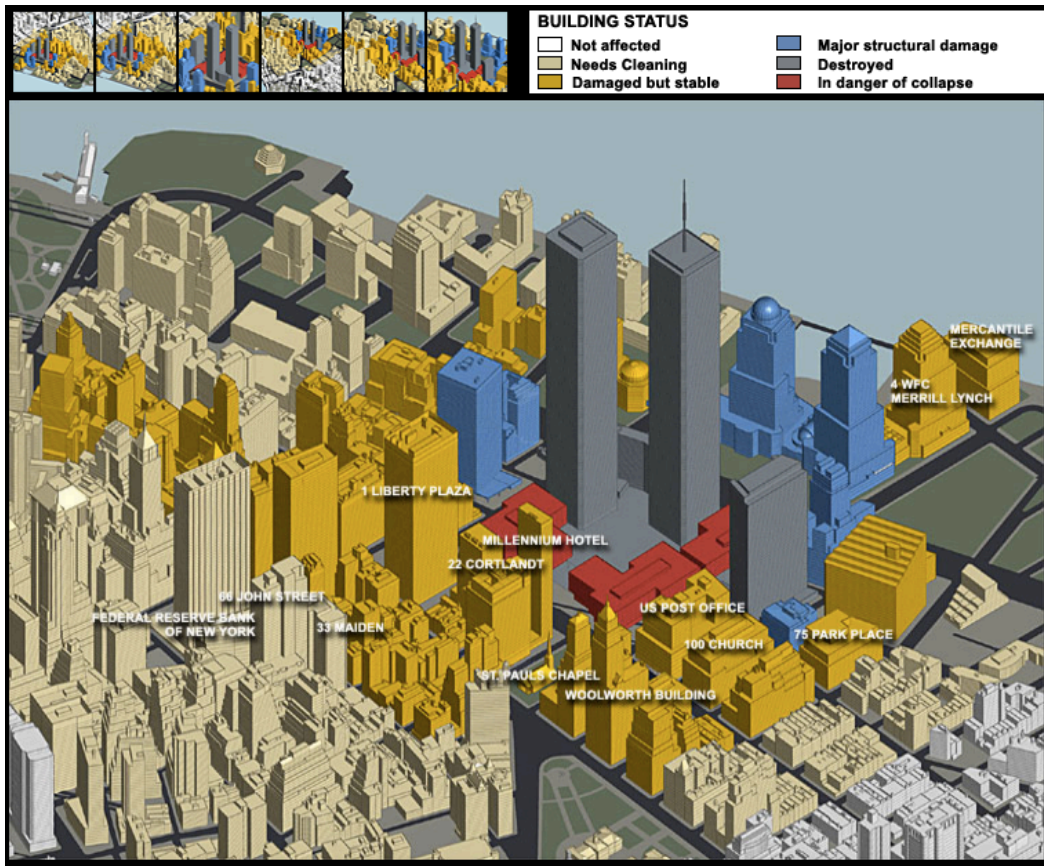 BUILDING STATUS
Not affected
Needs Cleaning
Damaged but stable
Major structural damage
Destroyed
In danger of collapse
MERCANTILE
EXCHANGE
4 WFC
MERRILL LYNCH
1 LIBERTY PLAZA
MILLENNIUM HOTEL
22 CORTLANDT
66 JOHN STREET
FEDERAL RESERVE BANK
OF NEW YORK
33 MAIDEN
US POST OFFICE
100 CHURCH
75 PARK PLACE
ST. PAULS CHAPEL
WOOLWORTH BUILDING